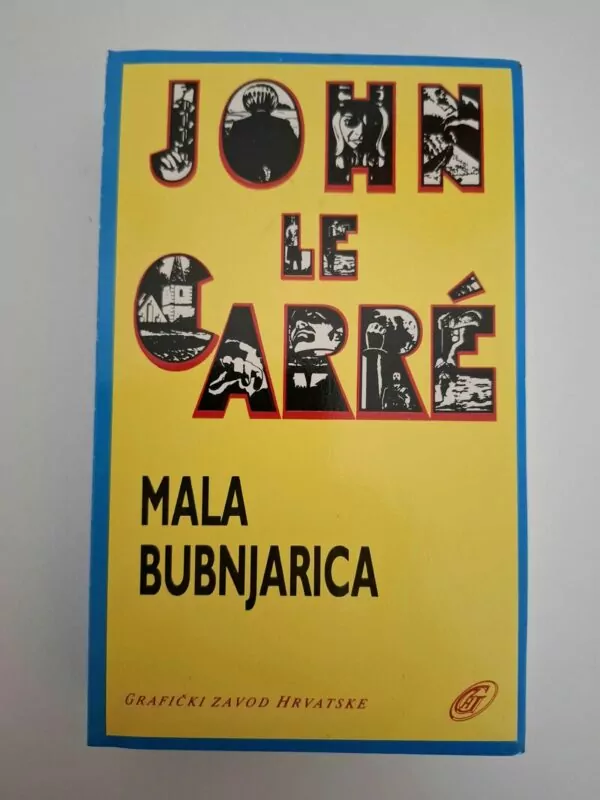 JOHN
LE
CARRÉ
MALA
BUBNJARICA
GRAFIČKI ZAVOD HRVATSKE